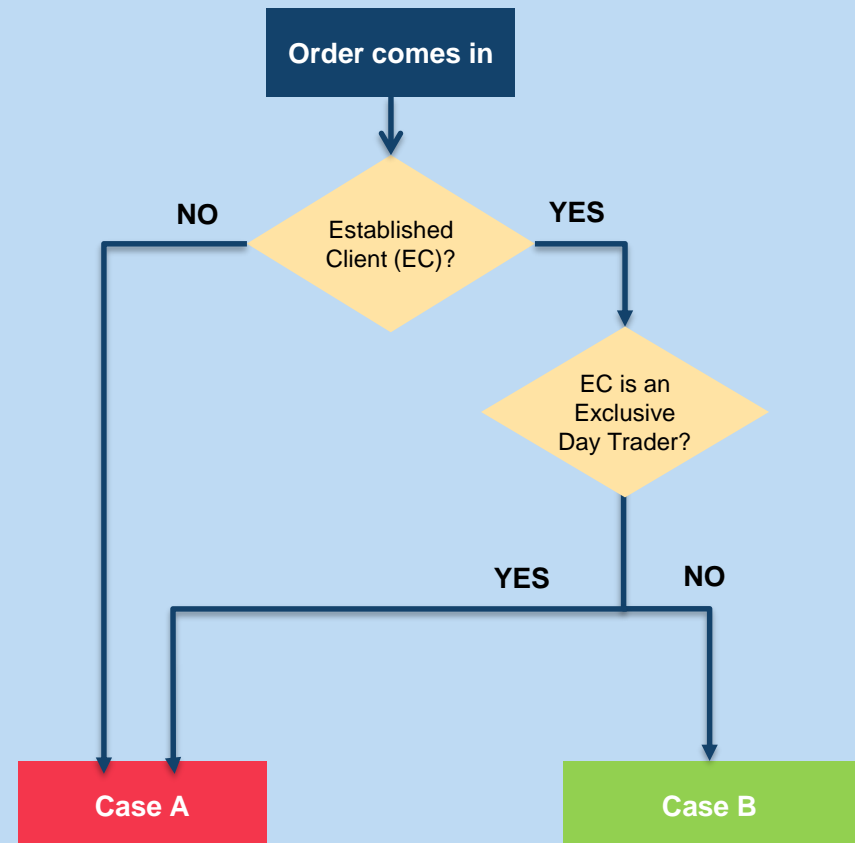 Order comes in
NO
YES
Established
Client (EC)?
EC is an
Exclusive
Day Trader?
YES
NO
Case A
Case B